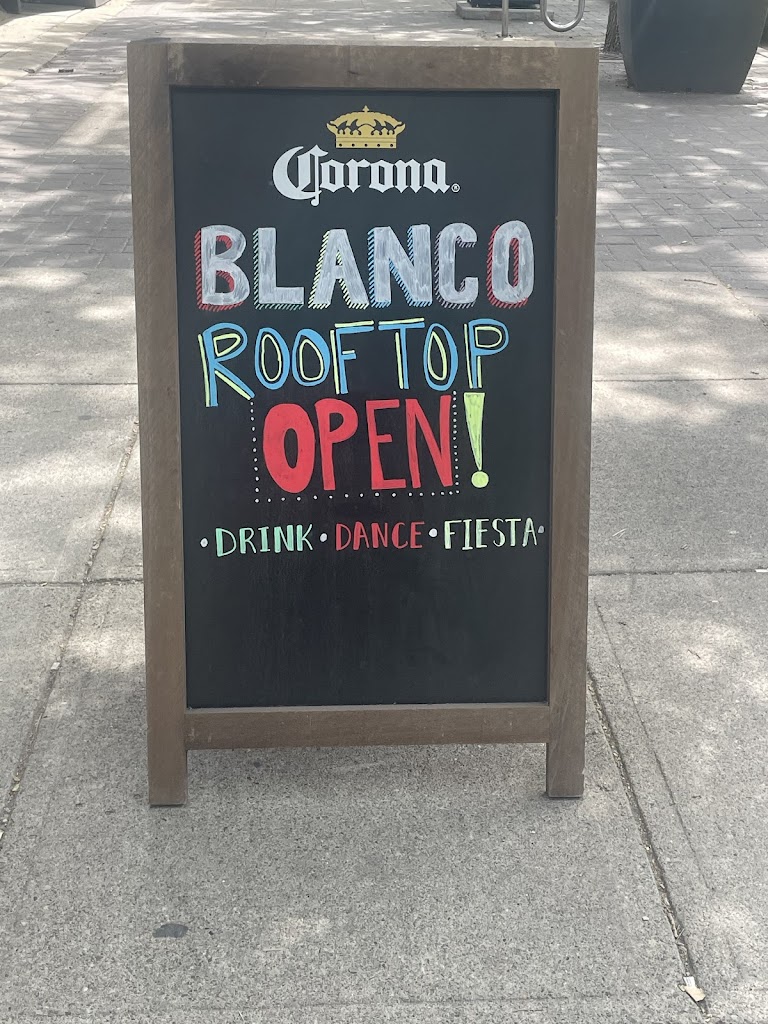 Corona®
BLANCO
ROOFTOP
OPEN!
·DRINK·DANCE·FIESTA·